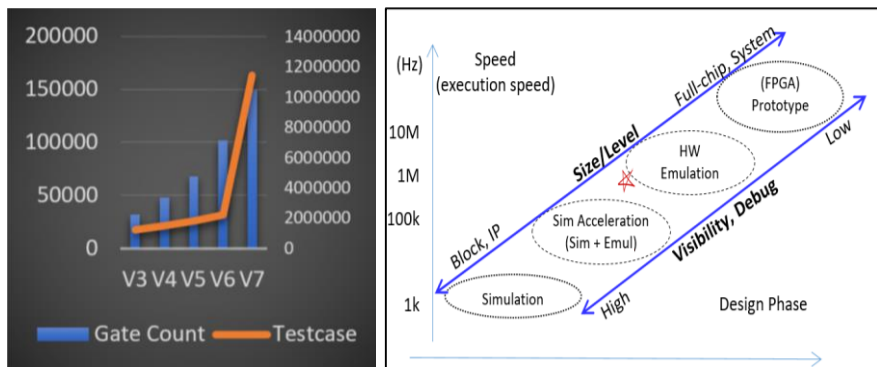 200000
150000
100000
50000
0
14000000
12000000
10000000
8000000
6000000
4000000
2000000
0
V3 V4 V5 V6 V7
Gate Count
Testcase
(Hz)
Speed
(execution speed)
10M
1M
100k
1k
Full-chip, System
Size/Level
Block, IP
(FPGA)
Prototype
HW
Emulation
Sim Acceleration
(Sim + Emul)
Simulation
Low
Visibility, Debug
High
Design Phase